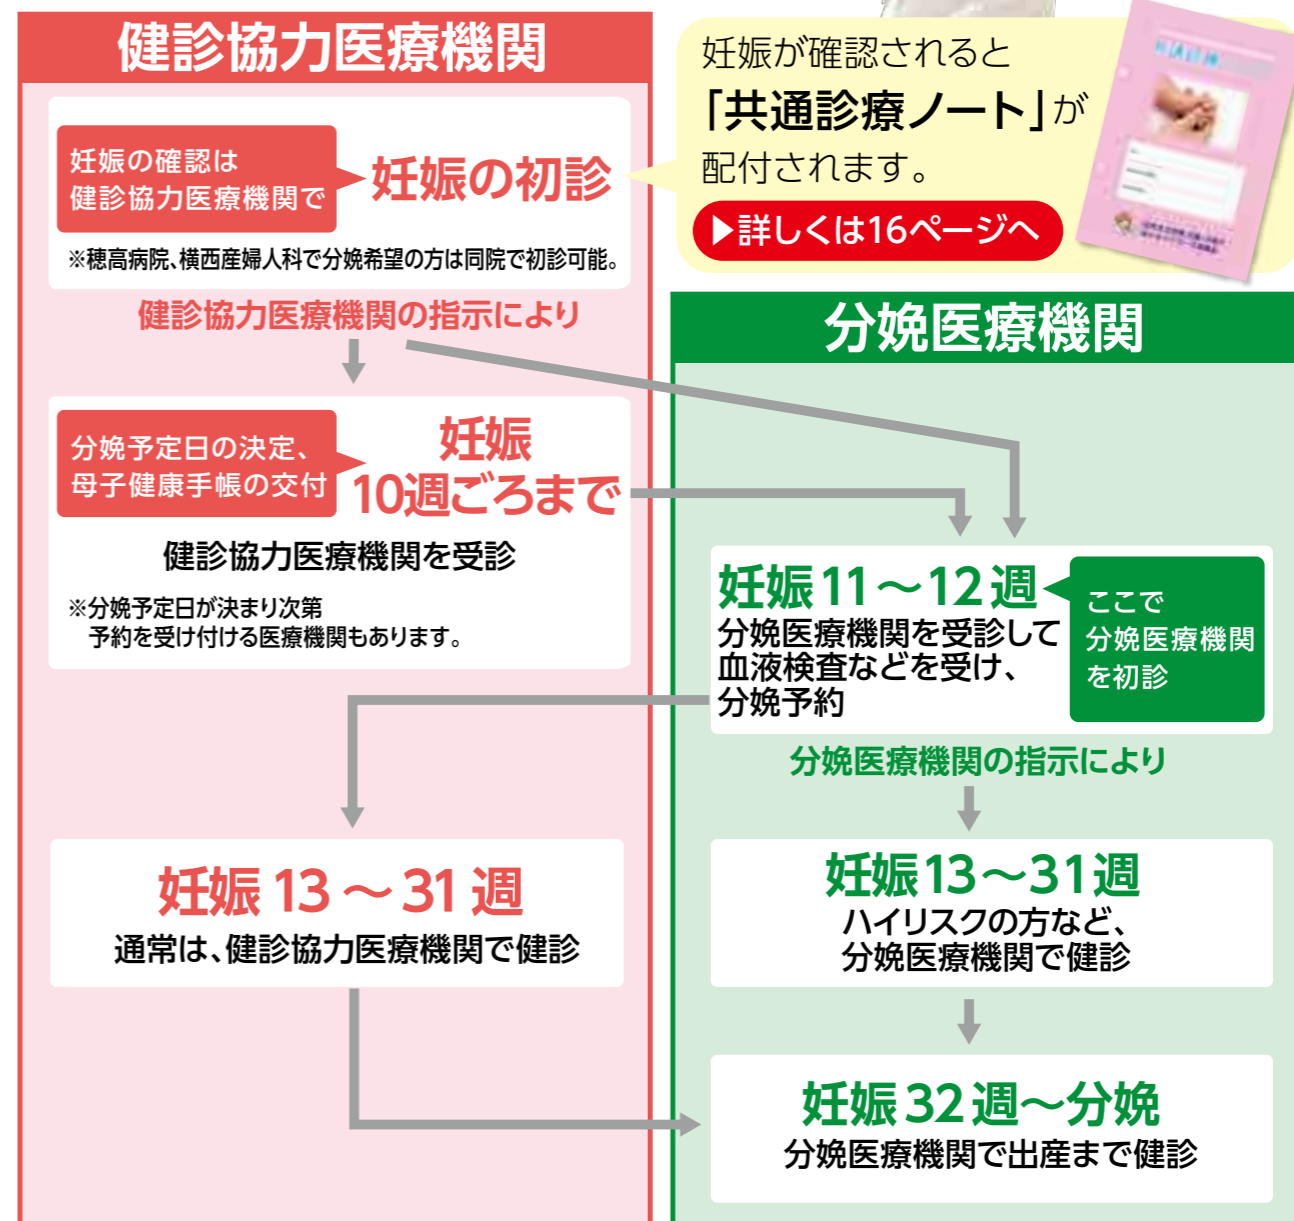 健診協力医療機関
妊娠の確認は
健診協力医療機関で
妊娠の初診
※穂高病院、横西産婦人科で分娩希望の方は同院で初診可能。
妊娠が確認されると
「共通診療ノート」が
配付されます。
▶詳しくは16ページへ
健診協力医療機関の指示により
分娩予定日の決定、
母子健康手帳の交付
妊娠
10週ごろまで
健診協力医療機関を受診
※分娩予定日が決まり次第
予約を受け付ける医療機関もあります。
分娩医療機関
妊娠11〜12週
分娩医療機関を受診して
血液検査などを受け、
分娩予約
ここで
分娩医療機関
を初診
分娩医療機関の指示により
妊娠13〜31週
通常は、健診協力医療機関で健診
妊娠13〜31週
ハイリスクの方など、
分娩医療機関で健診
妊娠32週〜分娩
分娩医療機関で出産まで健診